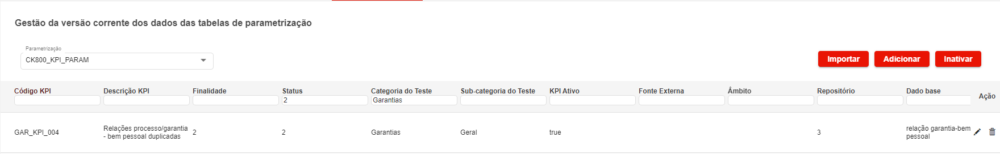 Gestão da versão corrente dos dados das tabelas de parametrização
Parametrização
CK800_KPI_PARAM
Importar Adicionar Inativar
Código KPI Descrição KPI Finalidade Status Categoria do Teste Sub-categoria do Teste KPI Ativo Fonte Externa Âmbito Repositório Dado base Ação
2 Garantias
GAR_KPI_004 Relações processo/garantia 2 2 Garantias Geral true 3 relação garantia-bem
- bem pessoal duplicadas pessoal